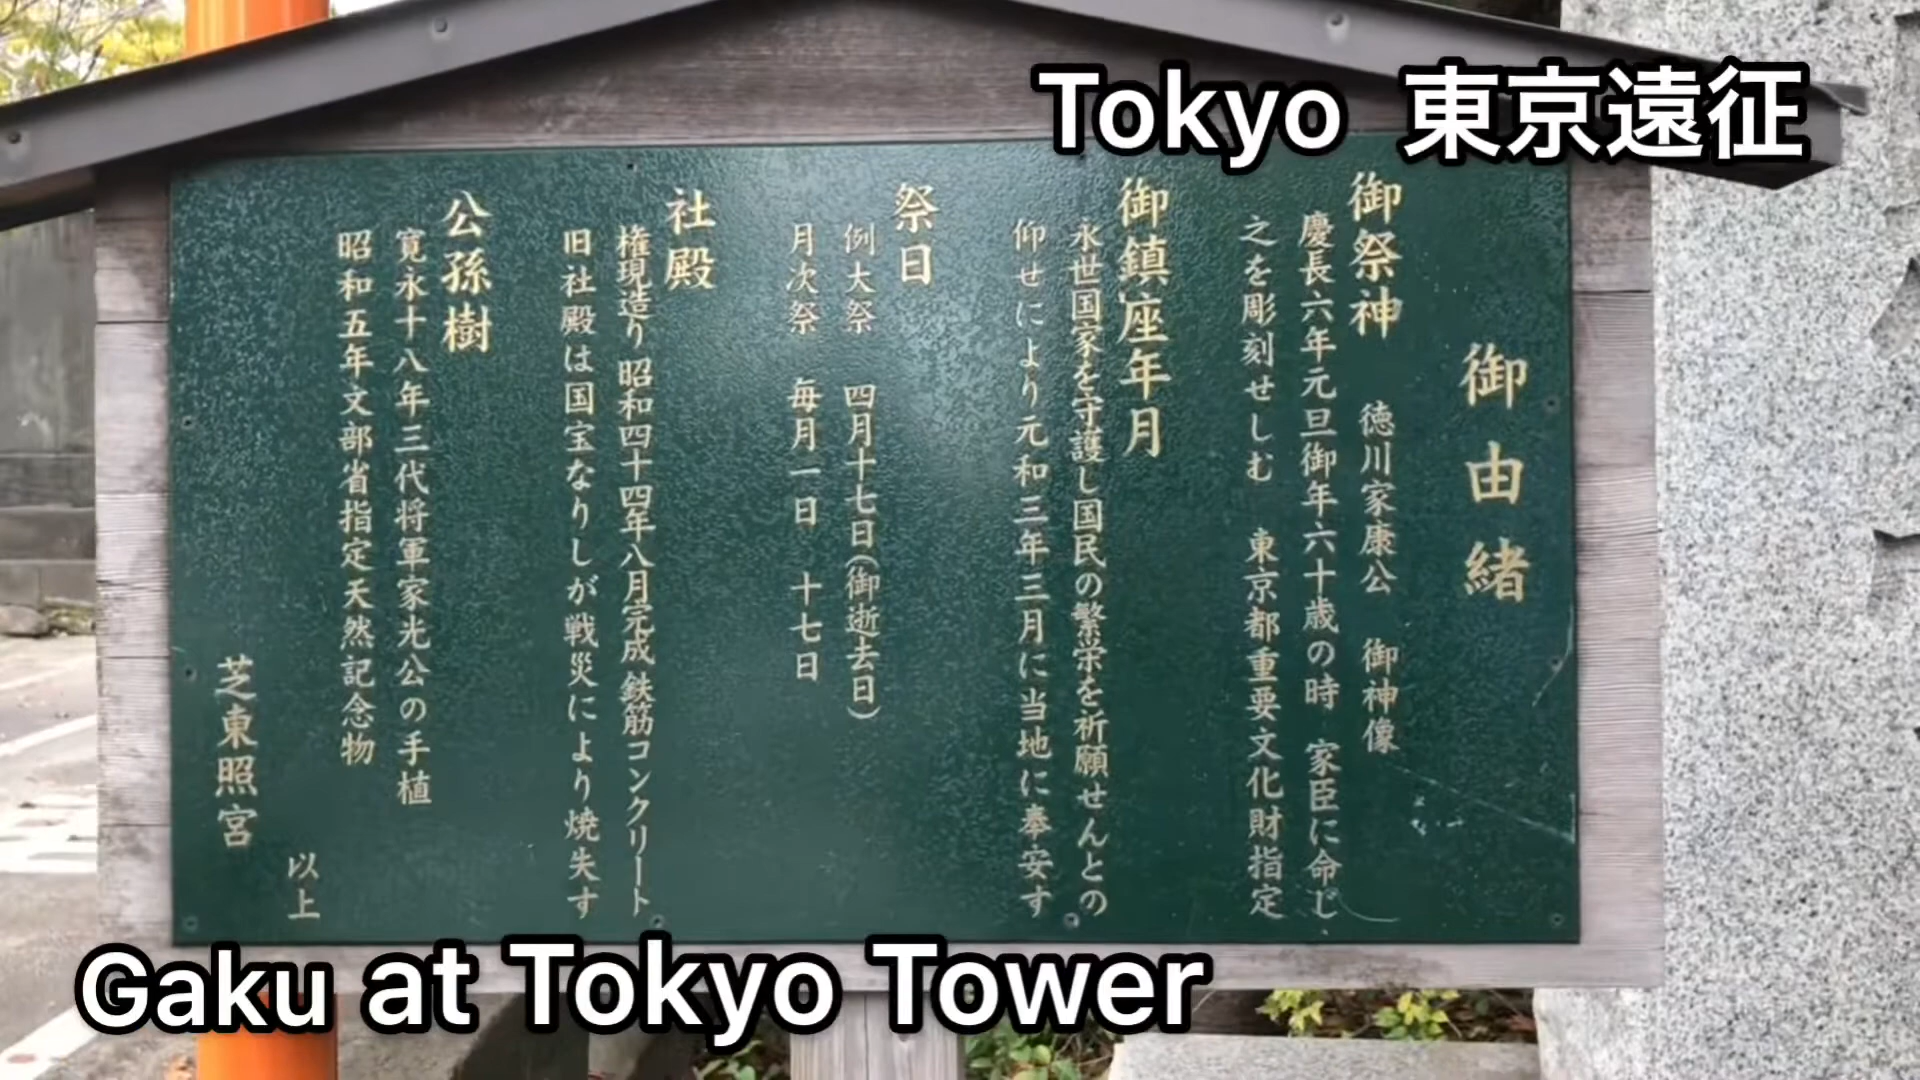 Tokyo 東京遠征
御由緒
御祭神 徳川家康公 御神像
慶長六年元旦御年六十歳の時 家臣に命じ
之を彫刻せしむ 東京都重要文化財指定
御鎮座年月
永世国家を守護し国民の繁栄を祈願せんとの
仰せにより元和三年三月に当地に奉安す
祭日
例大祭 四月十七日(御逝去日)
月次祭 毎月一日 十七日
社殿
権現造り 昭和四十四年八月完成 鉄筋コンクリート
旧社殿は国宝なりしが戦災により焼失す
公孫樹
寛永十八年三代将軍家光公の手植
昭和五年文部省指定天然記念物
以上
芝東照宮
Gaku at Tokyo Tower